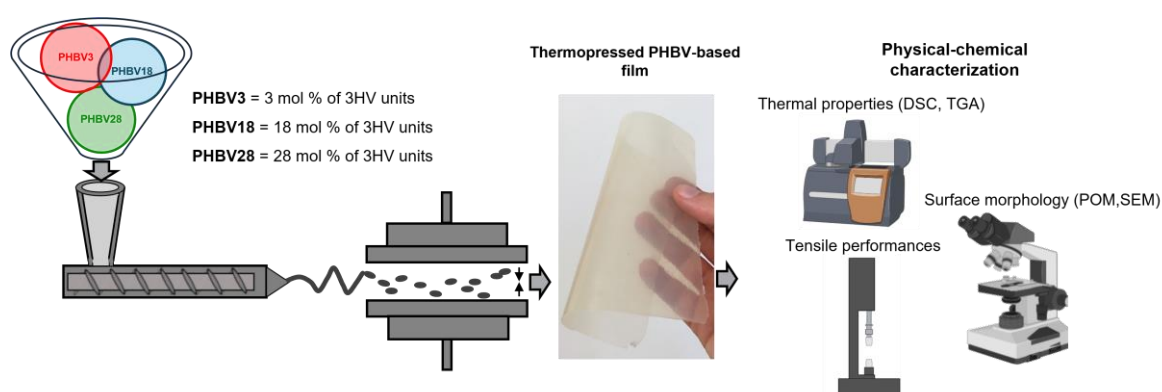 PHBV3
PHBV18
PHBV28
PHBV3 = 3 mol % of 3HV units
PHBV18 = 18 mol % of 3HV units
PHBV28 = 28 mol % of 3HV units
Thermopressed PHBV-based
film
Physical-chemical
characterization
Thermal properties (DSC, TGA)
Surface morphology (POM,SEM)
Tensile performances